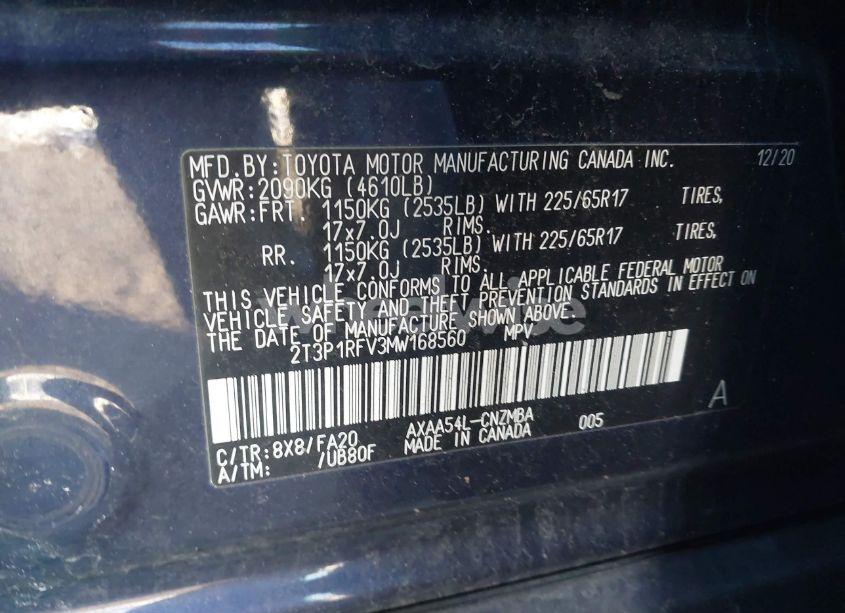 MFD.BY:TOYOTA MOTOR MANUFACTURING CANADA INC. 12/20
GVWR:2090KG (4610LB)
GAWR:FRT. 1150KG (2535LB) WITH 225/65R17 TIRES,
17x7.0J RIMS.
RR. 1150KG (2535LB) WITH 225/65R17 TIRES,
17x7.0J RIMS.
THIS VEHICLE CONFORMS TO ALL APPLICABLE FEDERAL MOTOR
VEHICLE SAFETY AND THEFT PREVENTION STANDARDS IN EFFECT ON
THE DATE OF MANUFACTURE SHOWN ABOVE.
2T3P1RFV3MW168560 MPV
A
C/TR:8X8/FA20 AXAA54L-CNZMBA 005
A/TM: /UB80F MADE IN CANADA